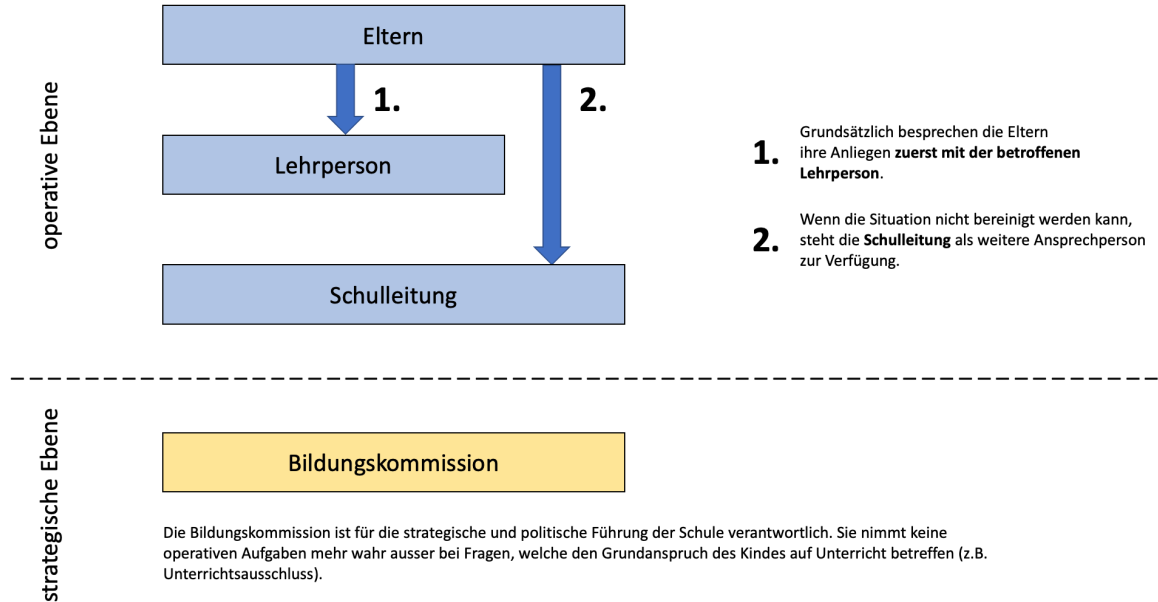 operative Ebene
Eltern
1.
2.
Lehrperson
Schulleitung
1.
Grundsätzlich besprechen die Eltern
ihre Anliegen zuerst mit der betroffenen
Lehrperson.
2.
Wenn die Situation nicht bereinigt werden kann,
steht die Schulleitung als weitere Ansprechperson
zur Verfügung.
strategische Ebene
Bildungskommission
Die Bildungskommission ist für die strategische und politische Führung der Schule verantwortlich. Sie nimmt keine
operativen Aufgaben mehr wahr ausser bei Fragen, welche den Grundanspruch des Kindes auf Unterricht betreffen (z.B.
Unterrichtsausschluss).